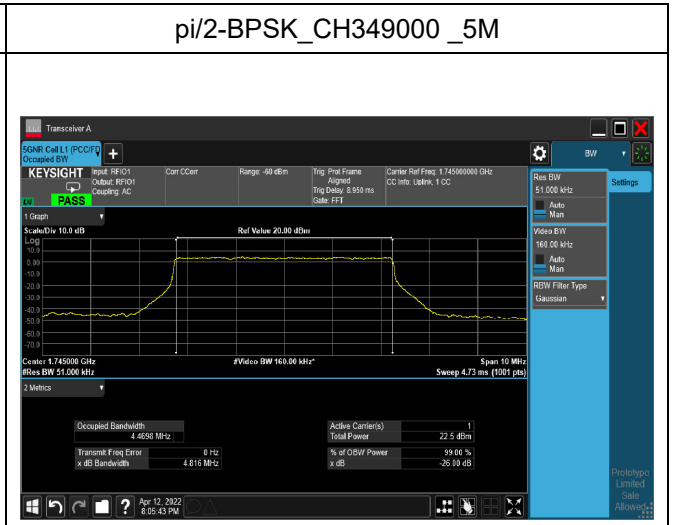 pi/2-BPSK_CH349000 _5M
Transceiver A
5GNR Cell L1 (PCC/FD
Occupied BW
+
BW
KEYSIGHT
PASS
Input: RFIO1
Output: RFIO1
Coupling: AC
Corr CCorr
Range: -60 dBm
Trig: Prot Frame
Aligned
Trig Delay: 8.950 ms
Gate: FFT
Carrier Ref Freq: 1.745000000 GHz
CC Info: Uplink, 1 CC
Res BW
51.000 kHz
Auto
Man
Settings
Video BW
160.00 kHz
Auto
Man
RBW Filter Type
Gaussian
1 Graph
Scale/Div 10.0 dB
Ref Value 20.00 dBm
Log
10.0
0.00
-10.0
-20.0
-30.0
-40.0
-50.0
-60.0
-70.0
Center 1.745000 GHz
#Video BW 160.00 kHz*
Span 10 MHz
#Res BW 51.000 kHz
Sweep 4.73 ms (1001 pts)
2 Metrics
Occupied Bandwidth
4.4698 MHz
Active Carrier(s) 1
Total Power 22.5 dBm
Transmit Freq Error 0 Hz
x dB Bandwidth 4.816 MHz
% of OBW Power 99.00 %
x dB -26.00 dB
Prototype
Limited
Sale
Allowed
?
Apr 12, 2022
8:05:43 PM